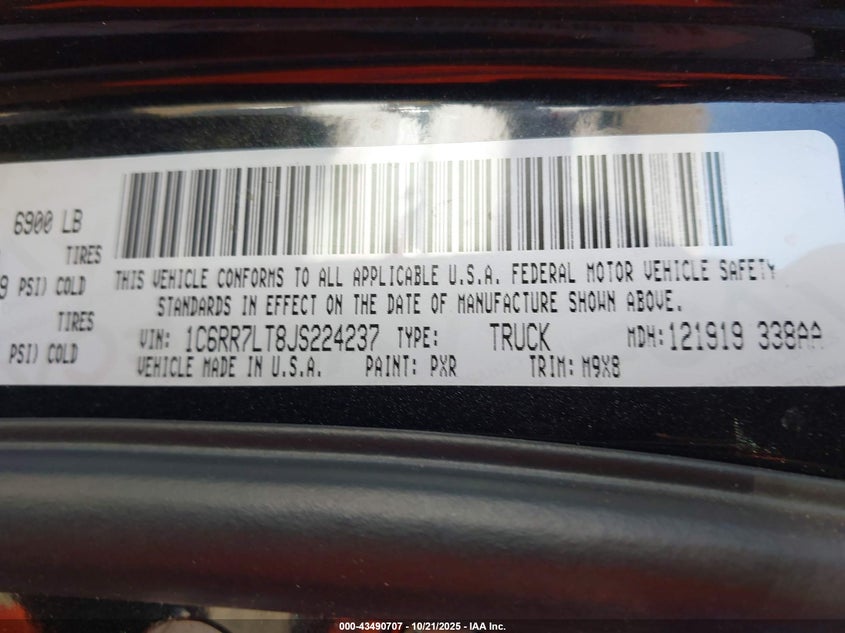 6900 LB
TIRES
9 PSI) COLD
TIRES
PSI) COLD
THIS VEHICLE CONFORMS TO ALL APPLICABLE U.S.A. FEDERAL MOTOR VEHICLE SAFETY
STANDARDS IN EFFECT ON THE DATE OF MANUFACTURE SHOWN ABOVE.
VIN: 1C6RR7LT8JS224237 TYPE: TRUCK MDH:121919 338AA
VEHICLE MADE IN U.S.A. PAINT: PXR TRIM: M9X8
000-43490707 - 10/21/2025 - IAA Inc.